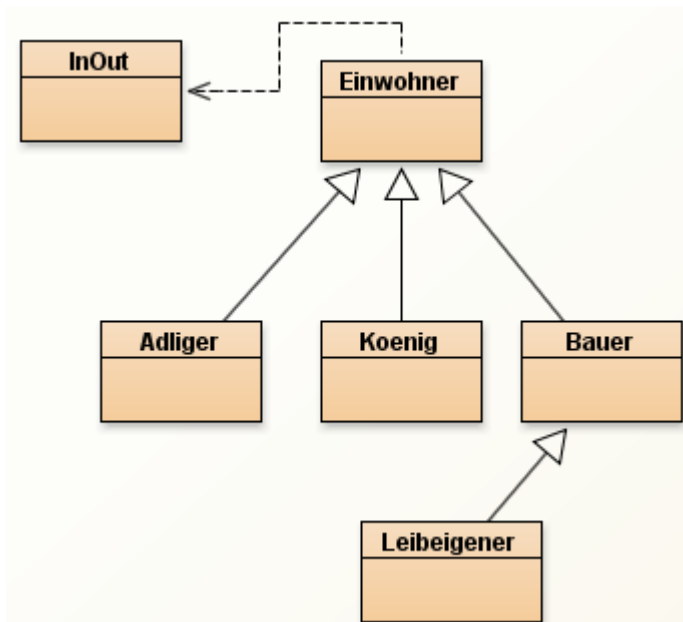 InOut
Einwohner
Adliger
Koenig
Bauer
Leibeigener